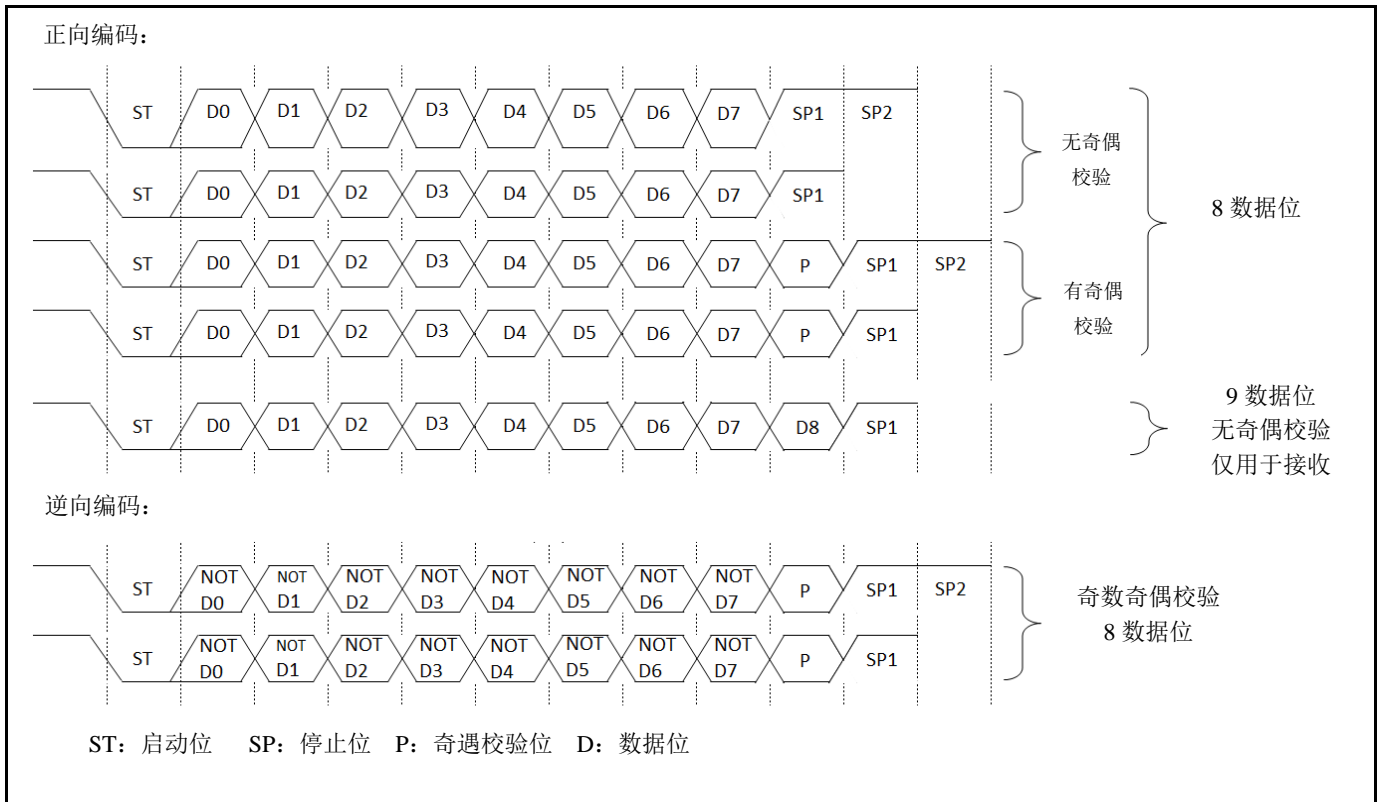 正向编码：
ST D0 D1 D2 D3 D4 D5 D6 D7 SP1 SP2
ST D0 D1 D2 D3 D4 D5 D6 D7 SP1
无奇偶
校验
8 数据位
ST D0 D1 D2 D3 D4 D5 D6 D7 P SP1 SP2
ST D0 D1 D2 D3 D4 D5 D6 D7 P SP1
有奇偶
校验
ST D0 D1 D2 D3 D4 D5 D6 D7 D8 SP1
9 数据位
无奇偶校验
仅用于接收
逆向编码：
ST NOT D0 NOT D1 NOT D2 NOT D3 NOT D4 NOT D5 NOT D6 NOT D7 P SP1 SP2
ST NOT D0 NOT D1 NOT D2 NOT D3 NOT D4 NOT D5 NOT D6 NOT D7 P SP1
奇数奇偶校验
8 数据位
ST：启动位 SP：停止位 P：奇遇校验位 D：数据位